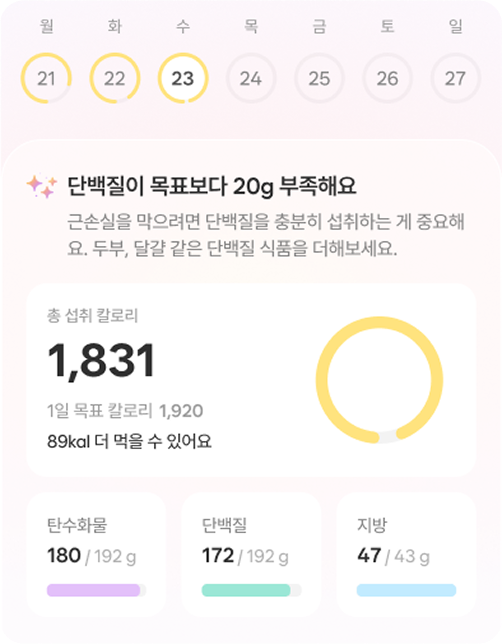 월 화 수 목 금 토 일
21 22 23 24 25 26 27
단백질이 목표보다 20g 부족해요
근손실을 막으려면 단백질을 충분히 섭취하는 게 중요해
요. 두부, 달걀 같은 단백질 식품을 더해보세요.
총 섭취 칼로리
1,831
1일 목표 칼로리 1,920
89kal 더 먹을 수 있어요
탄수화물 단백질 지방
180 / 192 g 172 / 192 g 47 / 43 g